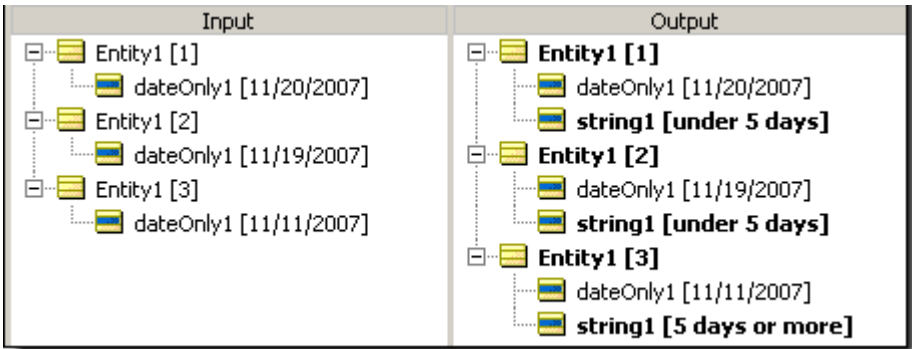 Input
Entity1 [1]
dateOnly1 [11/20/2007]
Entity1 [2]
dateOnly1 [11/19/2007]
Entity1 [3]
dateOnly1 [11/11/2007]
Output
Entity1 [1]
dateOnly1 [11/20/2007]
string1 [under 5 days]
Entity1 [2]
dateOnly1 [11/19/2007]
string1 [under 5 days]
Entity1 [3]
dateOnly1 [11/11/2007]
string1 [5 days or more]